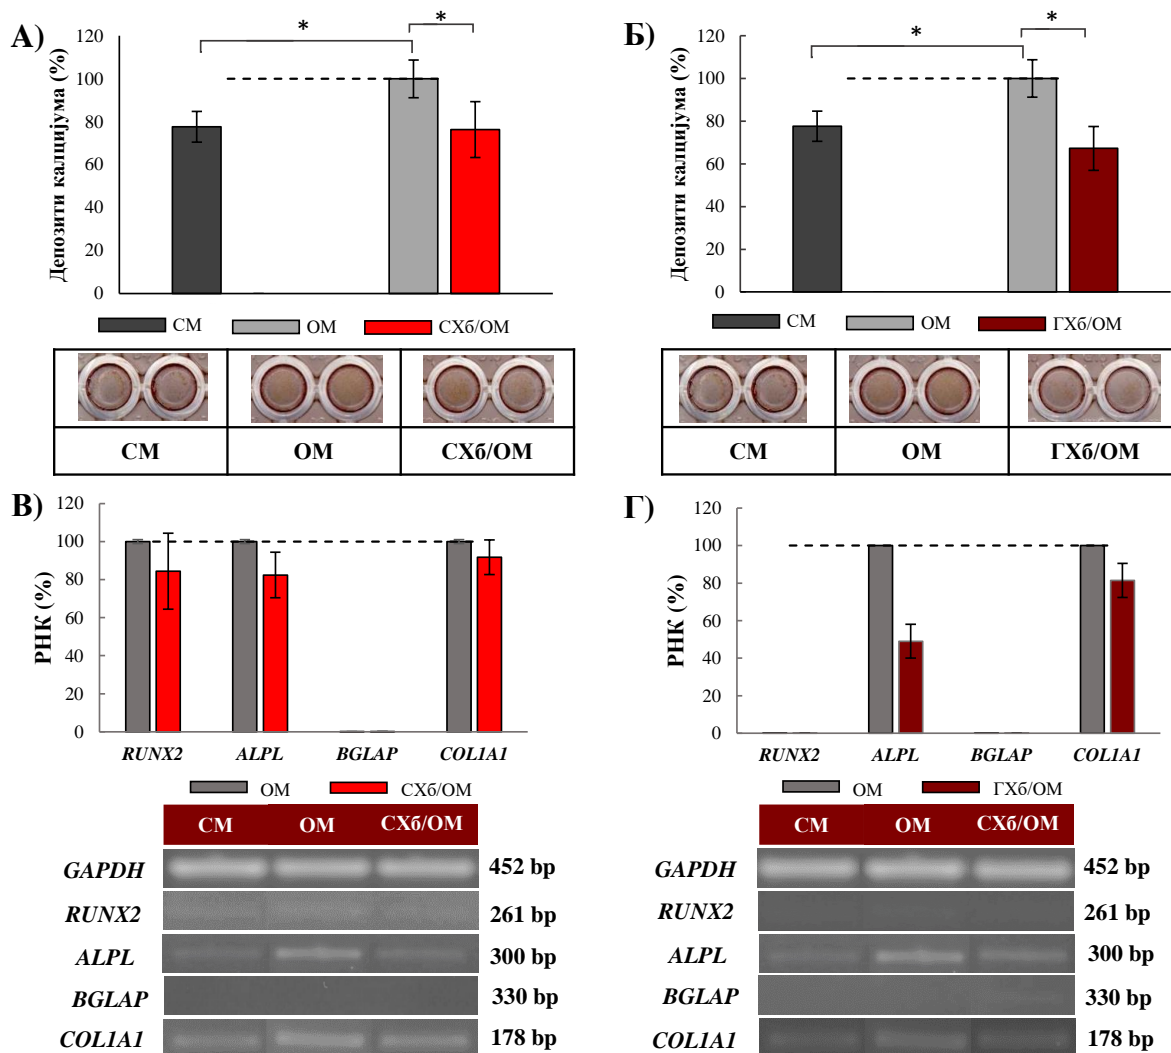 А)
Депозити калцијума (%)
120
100
80
60
40
20
0
*
*
СМ
ОМ
СХб/ОМ
СМ
ОМ
СХб/ОМ
Б)
Депозити калцијума (%)
120
100
80
60
40
20
0
*
*
СМ
ОМ
ГХб/ОМ
СМ
ОМ
ГХб/ОМ
В)
РНК (%)
120
100
80
60
40
20
0
RUNX2
ALPL
BGLAP
COL1A1
ОМ
СХб/ОМ
СМ
ОМ
СХб/ОМ
GAPDH
452 bp
RUNX2
261 bp
ALPL
300 bp
BGLAP
330 bp
COL1A1
178 bp
Г)
РНК (%)
120
100
80
60
40
20
0
RUNX2
ALPL
BGLAP
COL1A1
ОМ
ГХб/ОМ
СМ
ОМ
СХб/ОМ
GAPDH
452 bp
RUNX2
261 bp
ALPL
300 bp
BGLAP
330 bp
COL1A1
178 bp